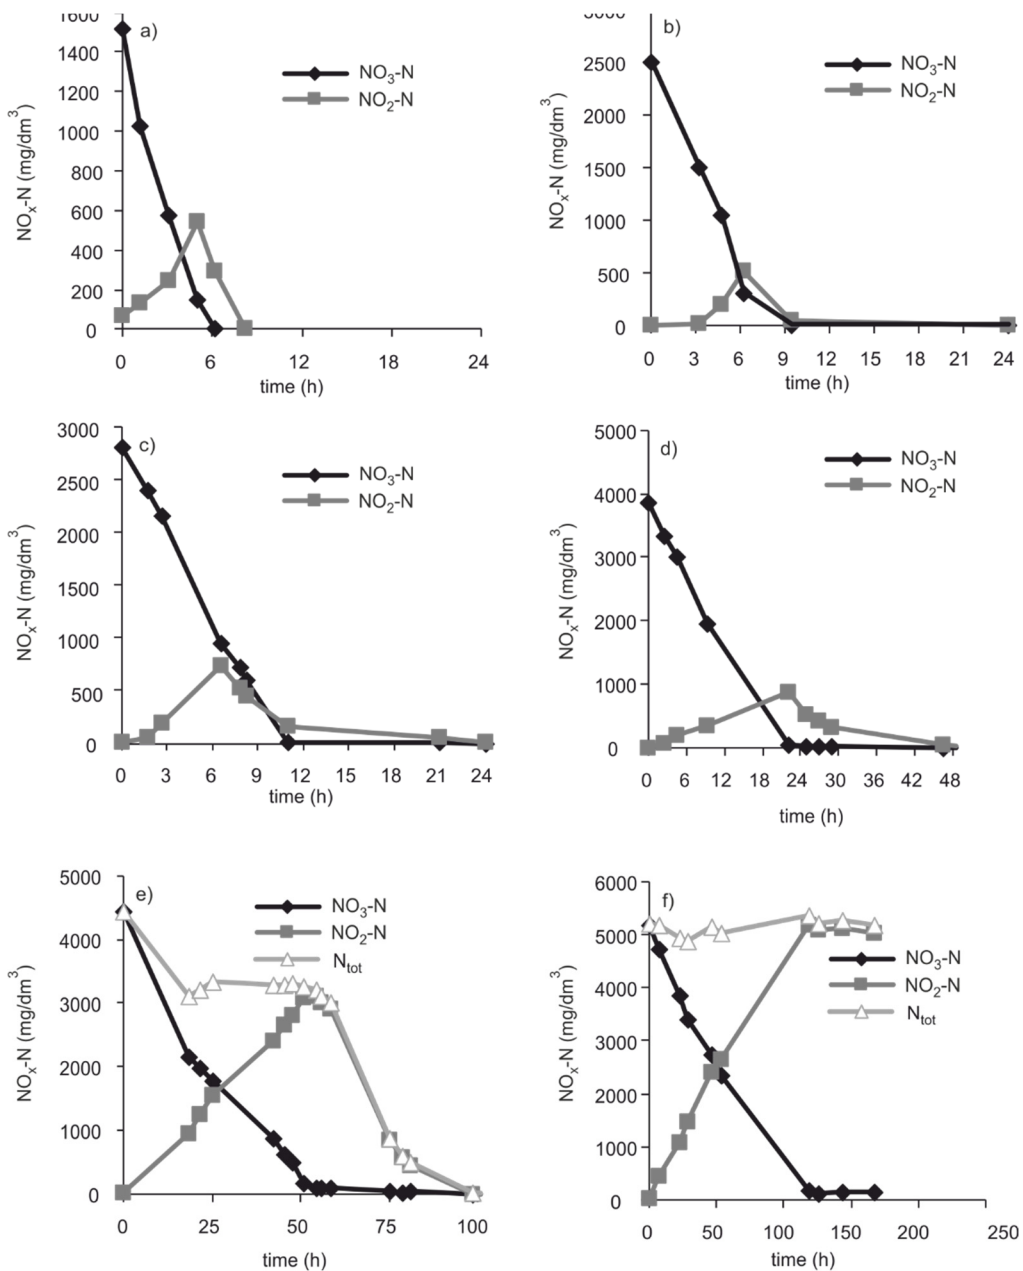 1600
a)
1400
1200
1000
800
600
400
200
0
NOx-N (mg/dm3)
NO3-N
NO2-N
0 6 12 18 24
time (h)
3000
b)
2500
2000
1500
1000
500
0
NOx-N (mg/dm3)
NO3-N
NO2-N
0 3 6 9 12 15 18 21 24
time (h)
3000
c)
2500
2000
1500
1000
500
0
NOx-N (mg/dm3)
NO3-N
NO2-N
0 3 6 9 12 15 18 21 24
time (h)
5000
d)
4000
3000
2000
1000
0
NOx-N (mg/dm3)
NO3-N
NO2-N
0 6 12 18 24 30 36 42 48
time (h)
5000
e)
4000
3000
2000
1000
0
NOx-N (mg/dm3)
NO3-N
NO2-N
Ntot
0 25 50 75 100
time (h)
6000
f)
5000
4000
3000
2000
1000
0
NOx-N (mg/dm3)
NO3-N
NO2-N
Ntot
0 50 100 150 200 250
time (h)